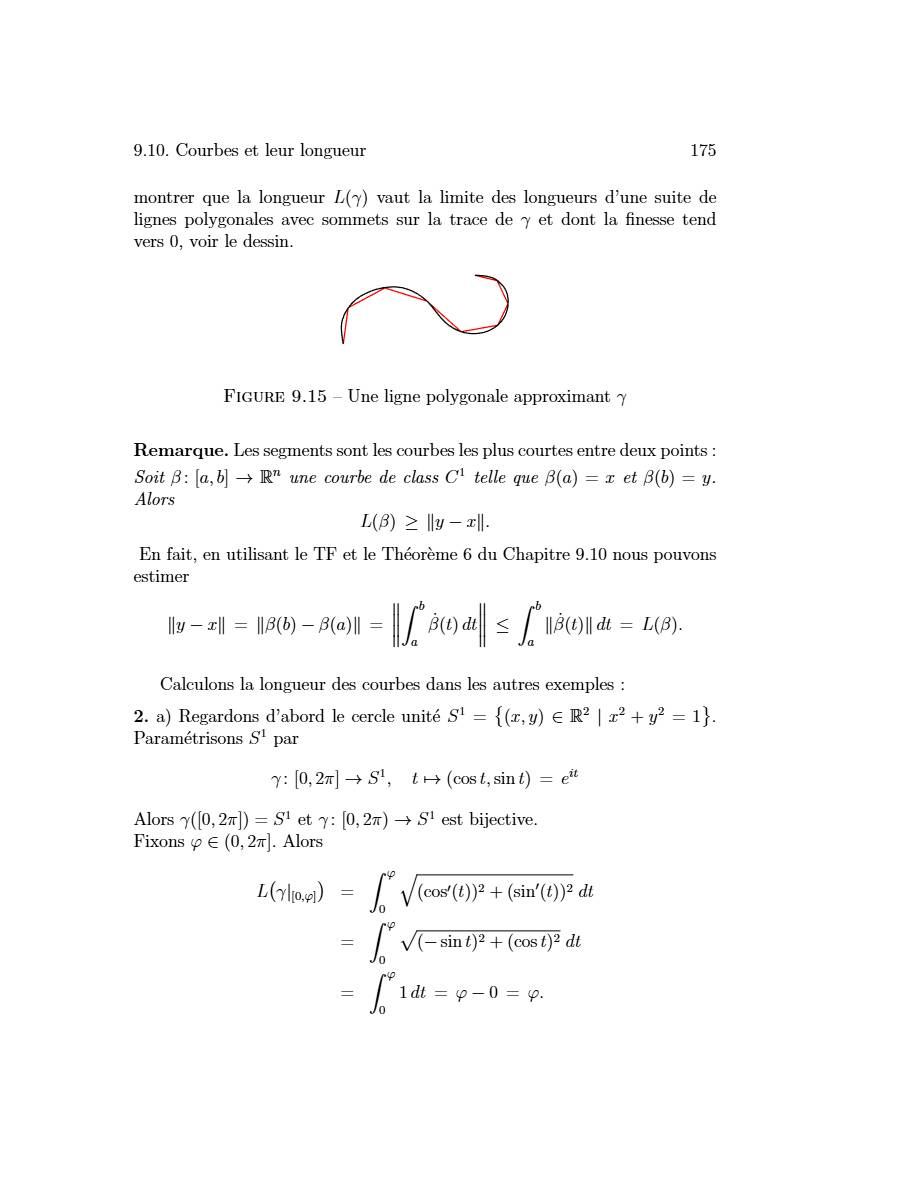 9.10. Courbes et leur longueur 175
montrer que la longueur L(γ) vaut la limite des longueurs d'une suite de
lignes polygonales avec sommets sur la trace de γ et dont la finesse tend
vers 0, voir le dessin.
FIGURE 9.15 – Une ligne polygonale approximant γ
Remarque. Les segments sont les courbes les plus courtes entre deux points :
Soit β: [a, b] → ℝⁿ une courbe de class C¹ telle que β(a) = x et β(b) = y.
Alors
L(β) ≥ ‖y − x‖.
En fait, en utilisant le TF et le Théorème 6 du Chapitre 9.10 nous pouvons
estimer
‖y − x‖ = ‖β(b) − β(a)‖ = ‖∫_a^b β̇(t) dt‖ ≤ ∫_a^b ‖β̇(t)‖ dt = L(β).
Calculons la longueur des courbes dans les autres exemples :
2. a) Regardons d'abord le cercle unité S¹ = {(x, y) ∈ ℝ² | x² + y² = 1}.
Paramétrisons S¹ par
γ: [0, 2π] → S¹, t ↦ (cos t, sin t) = e^{it}
Alors γ([0, 2π]) = S¹ et γ: [0, 2π) → S¹ est bijective.
Fixons φ ∈ (0, 2π]. Alors
L(γ|_{[0,φ]}) = ∫_0^φ √((cos′(t))² + (sin′(t))²) dt
= ∫_0^φ √((− sin t)² + (cos t)²) dt
= ∫_0^φ 1 dt = φ − 0 = φ.